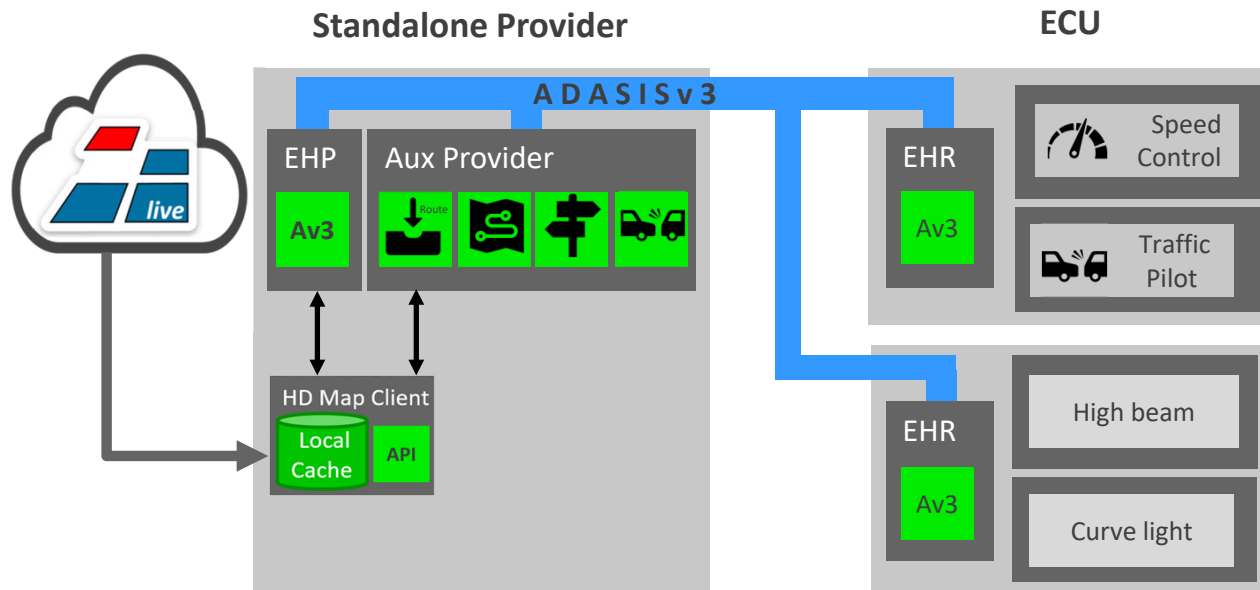 Standalone Provider
ECU
A D A S I S v 3
live
EHP
Av3
Aux Provider
Route
HD Map Client
Local
Cache
API
EHR
Av3
Speed
Control
Traffic
Pilot
EHR
Av3
High beam
Curve light